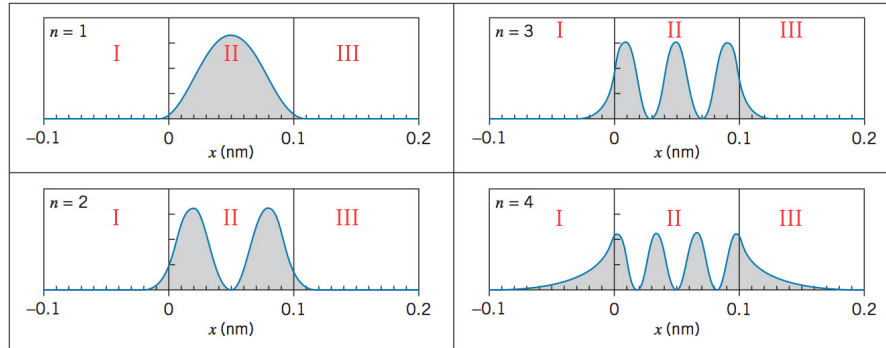 n = 1
I
II
III
−0.1
0
0.1
0.2
x (nm)
n = 3
I
II
III
−0.1
0
0.1
0.2
x (nm)
n = 2
I
II
III
−0.1
0
0.1
0.2
x (nm)
n = 4
I
II
III
−0.1
0
0.1
0.2
x (nm)